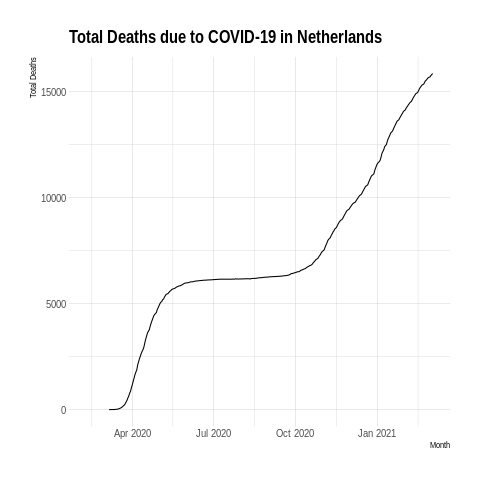 Total Deaths due to COVID-19 in Netherlands
Total Deaths
15000
10000
5000
0
Apr 2020 Jul 2020 Oct 2020 Jan 2021
Month